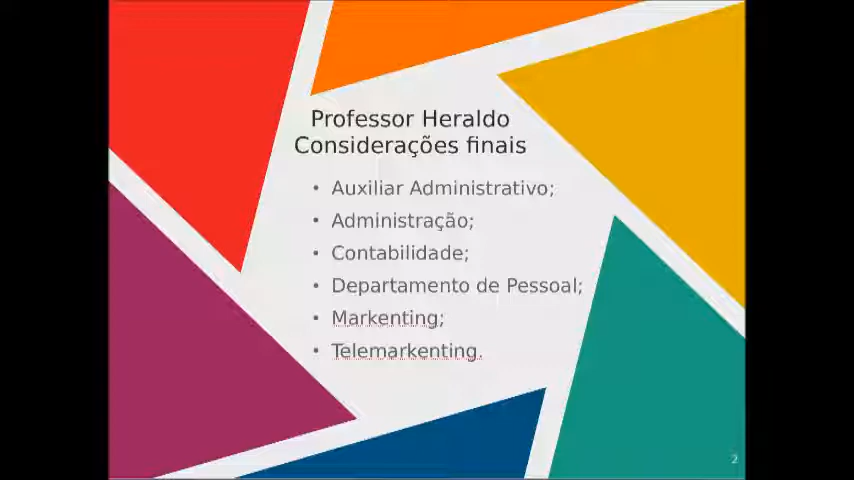 Professor Heraldo
Considerações finais
• Auxiliar Administrativo;
• Administração;
• Contabilidade;
• Departamento de Pessoal;
• Markenting;
• Telemarkenting.
2